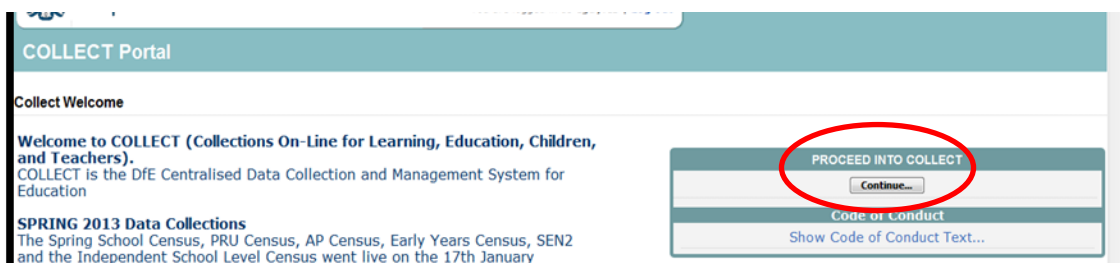 COLLECT Portal
Collect Welcome
Welcome to COLLECT (Collections On-Line for Learning, Education, Children,
and Teachers).
COLLECT is the DfE Centralised Data Collection and Management System for
Education
SPRING 2013 Data Collections
The Spring School Census, PRU Census, AP Census, Early Years Census, SEN2
and the Independent School Level Census went live on the 17th January
PROCEED INTO COLLECT
Continue...
Code of Conduct
Show Code of Conduct Text...